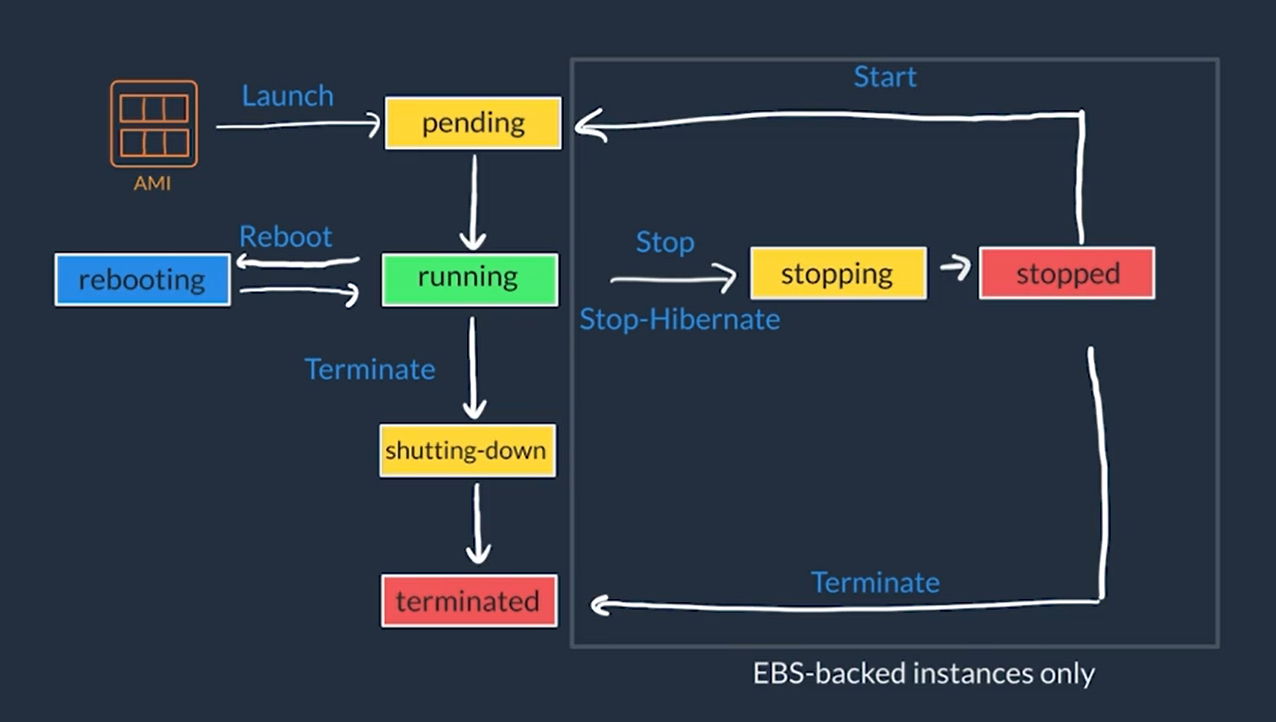 Start
Launch
pending
AMI
Reboot
Stop
rebooting
running
stopping
stopped
Stop-Hibernate
Terminate
shutting-down
Terminate
terminated
EBS-backed instances only